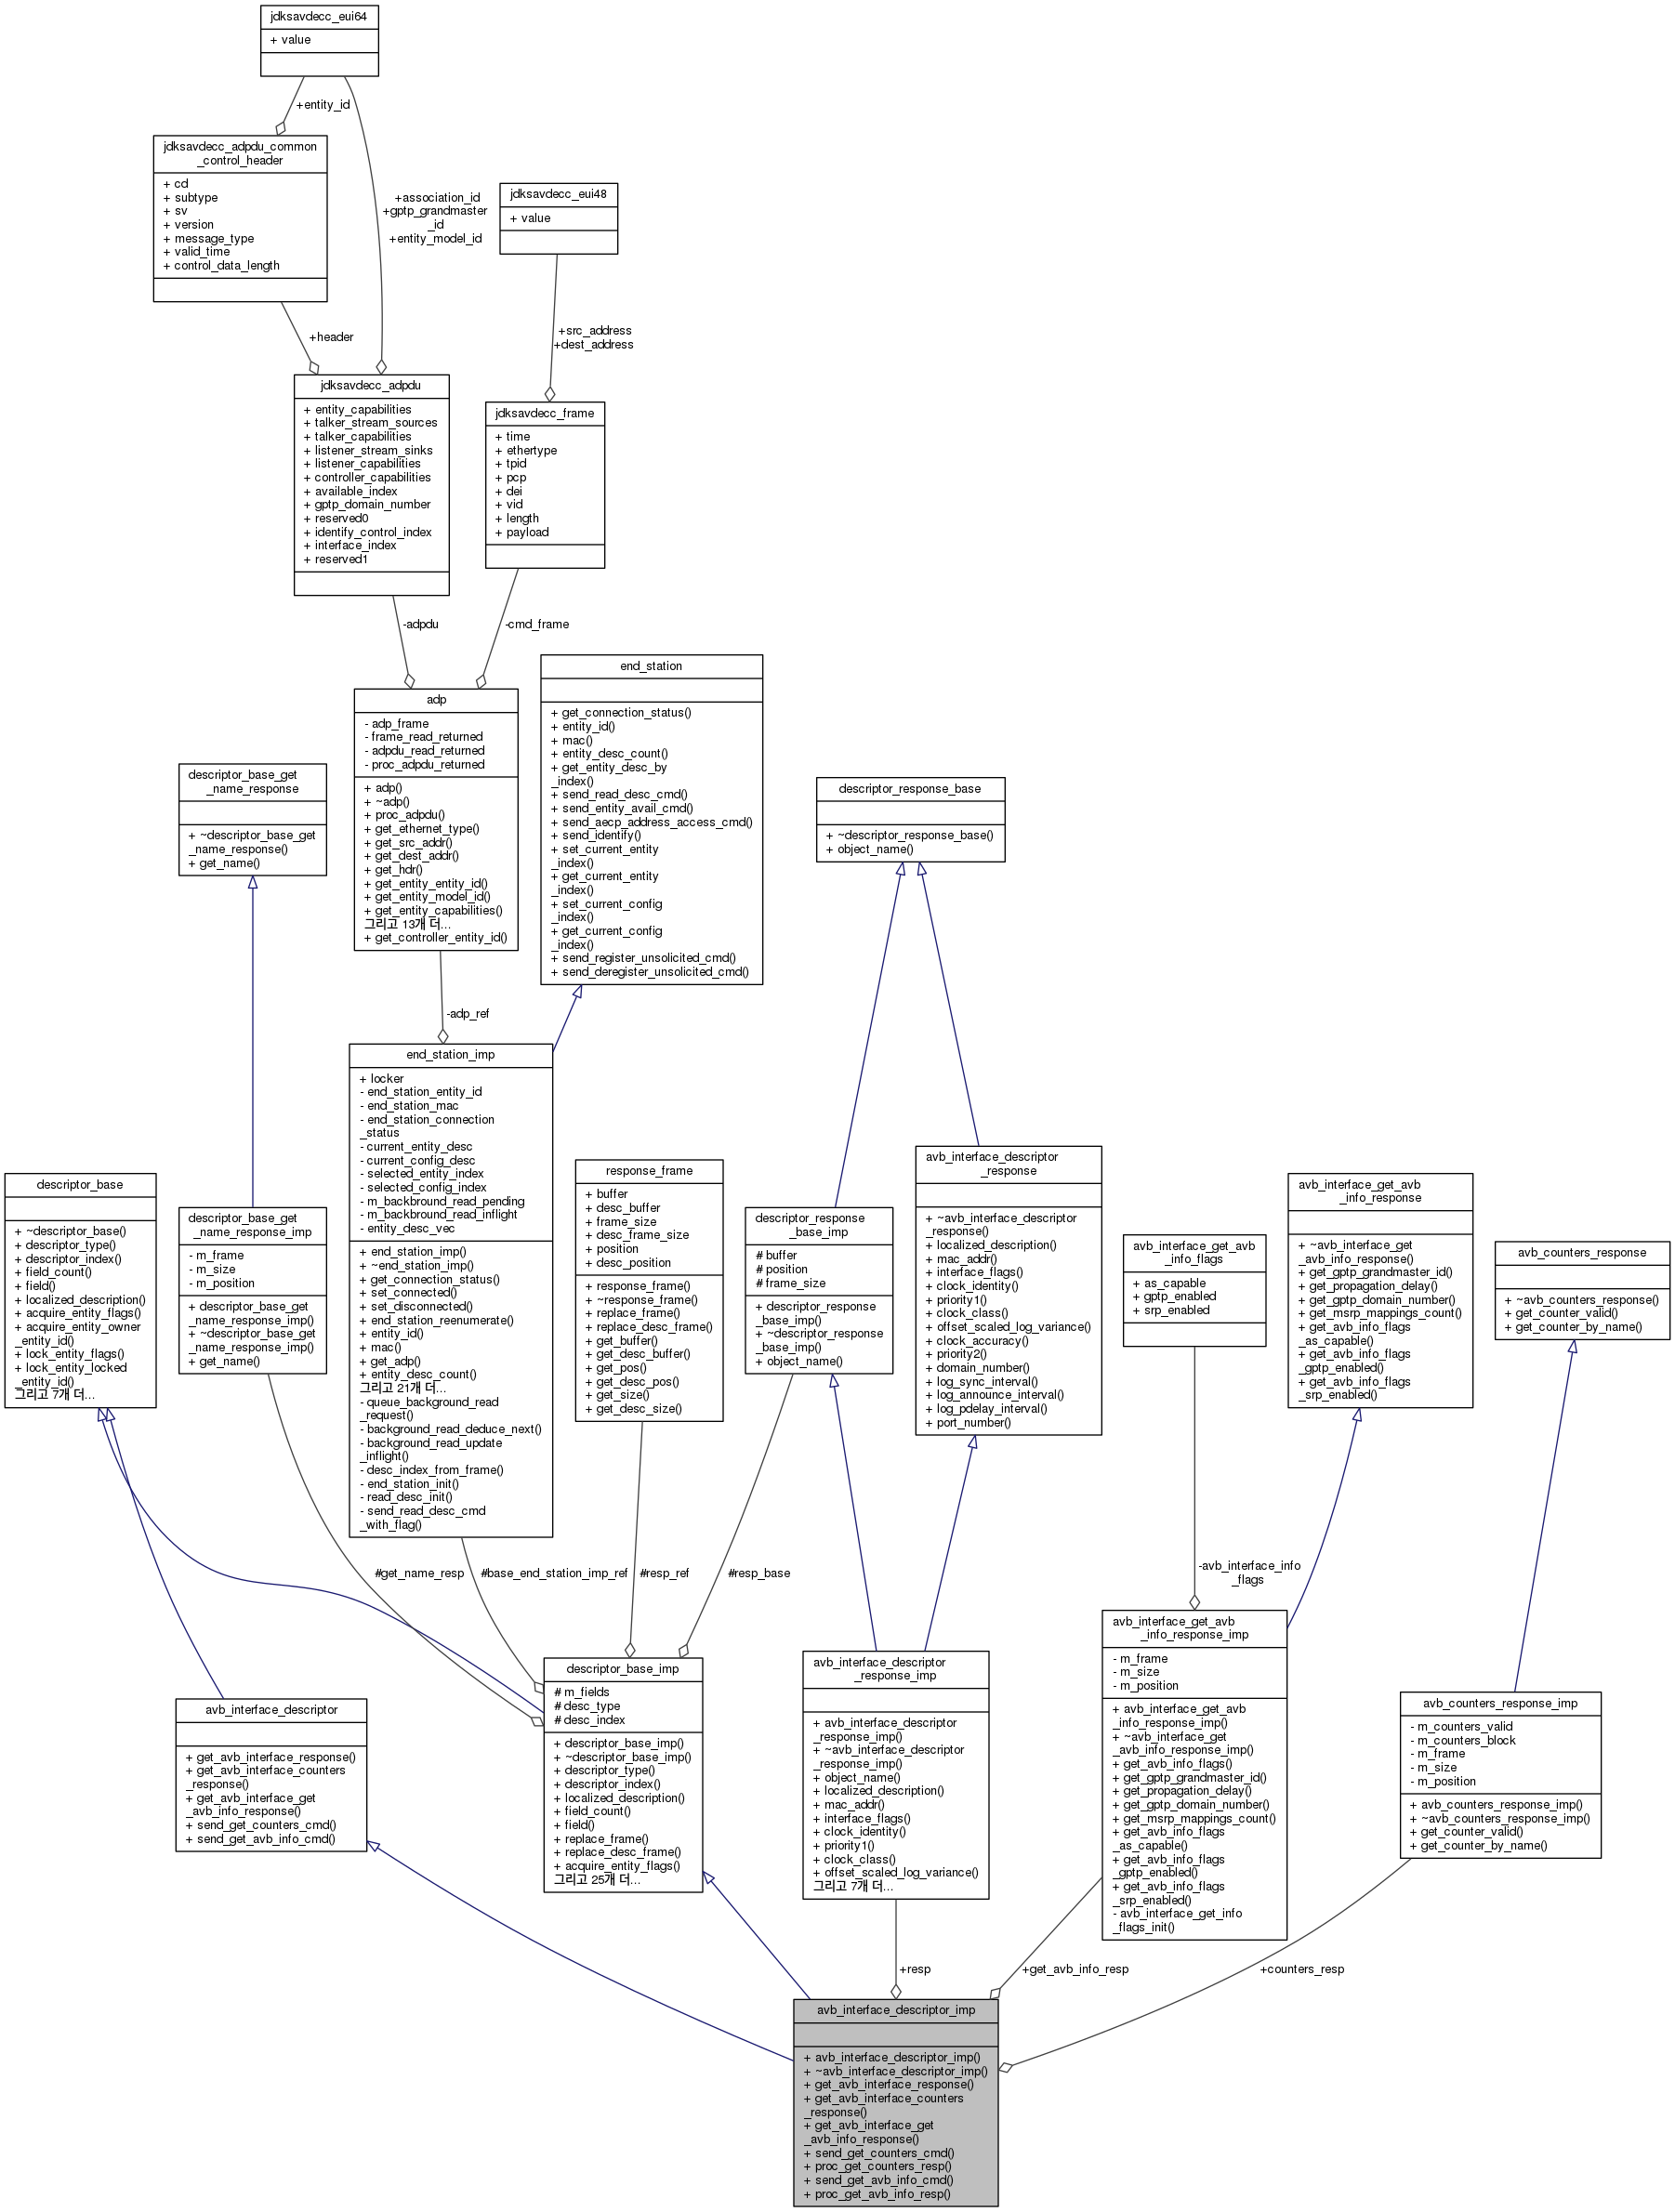 jdksavdecc_eui64
+ value
+entity_id
jdksavdecc_adpdu_common
_control_header
+ cd
+ subtype
+ sv
+ version
+ message_type
+ valid_time
+ control_data_length
+association_id
+gptp_grandmaster
_id
+entity_model_id
jdksavdecc_eui48
+ value
+header
+src_address
+dest_address
jdksavdecc_adpdu
+ entity_capabilities
+ talker_stream_sources
+ talker_capabilities
+ listener_stream_sinks
+ listener_capabilities
+ controller_capabilities
+ available_index
+ gptp_domain_number
+ reserved0
+ identify_control_index
+ interface_index
+ reserved1
jdksavdecc_frame
+ time
+ ethertype
+ tpid
+ pcp
+ dei
+ vid
+ length
+ payload
-adpdu
-cmd_frame
adp
- adp_frame
- frame_read_returned
- adpdu_read_returned
- proc_adpdu_returned
+ adp()
+ ~adp()
+ proc_adpdu()
+ get_ethernet_type()
+ get_src_addr()
+ get_dest_addr()
+ get_hdr()
+ get_entity_entity_id()
+ get_entity_model_id()
+ get_entity_capabilities()
그리고 13개 더...
+ get_controller_entity_id()
end_station
+ get_connection_status()
+ entity_id()
+ mac()
+ entity_desc_count()
+ get_entity_desc_by
_index()
+ send_read_desc_cmd()
+ send_entity_avail_cmd()
+ send_aecp_address_access_cmd()
+ send_identify()
+ set_current_entity
_index()
+ get_current_entity
_index()
+ set_current_config
_index()
+ get_current_config
_index()
+ send_register_unsolicited_cmd()
+ send_deregister_unsolicited_cmd()
descriptor_base_get
_name_response
+ ~descriptor_base_get
_name_response()
+ get_name()
descriptor_response_base
+ ~descriptor_response_base()
+ object_name()
-adp_ref
end_station_imp
+ locker
- end_station_entity_id
- end_station_mac
- end_station_connection
_status
- current_entity_desc
- current_config_desc
- selected_entity_index
- selected_config_index
- m_backbround_read_pending
- m_backbround_read_inflight
- entity_desc_vec
+ end_station_imp()
+ ~end_station_imp()
+ get_connection_status()
+ set_connected()
+ set_disconnected()
+ end_station_reenumerate()
+ entity_id()
+ mac()
+ get_adp()
+ entity_desc_count()
그리고 21개 더...
- queue_background_read
_request()
- background_read_deduce_next()
- background_read_update
_inflight()
- desc_index_from_frame()
- end_station_init()
- read_desc_init()
- send_read_desc_cmd
_with_flag()
descriptor_base
+ ~descriptor_base()
+ descriptor_type()
+ descriptor_index()
+ field_count()
+ field()
+ localized_description()
+ acquire_entity_flags()
+ acquire_entity_owner
_entity_id()
+ lock_entity_flags()
+ lock_entity_locked
_entity_id()
그리고 7개 더...
descriptor_base_get
_name_response_imp
- m_frame
- m_size
- m_position
+ descriptor_base_get
_name_response_imp()
+ ~descriptor_base_get
_name_response_imp()
+ get_name()
response_frame
+ buffer
+ desc_buffer
+ frame_size
+ desc_frame_size
+ position
+ desc_position
+ response_frame()
+ ~response_frame()
+ replace_frame()
+ replace_desc_frame()
+ get_buffer()
+ get_desc_buffer()
+ get_pos()
+ get_desc_pos()
+ get_size()
+ get_desc_size()
descriptor_response
_base_imp
# buffer
# position
# frame_size
+ descriptor_response
_base_imp()
+ ~descriptor_response
_base_imp()
+ object_name()
avb_interface_descriptor
_response
+ ~avb_interface_descriptor
_response()
+ localized_description()
+ mac_addr()
+ interface_flags()
+ clock_identity()
+ priority1()
+ clock_class()
+ offset_scaled_log_variance()
+ clock_accuracy()
+ priority2()
+ domain_number()
+ log_sync_interval()
+ log_announce_interval()
+ log_pdelay_interval()
+ port_number()
avb_interface_get_avb
_info_flags
+ as_capable
+ gptp_enabled
+ srp_enabled
avb_interface_get_avb
_info_response
+ ~avb_interface_get
_avb_info_response()
+ get_gptp_grandmaster_id()
+ get_propagation_delay()
+ get_gptp_domain_number()
+ get_msrp_mappings_count()
+ get_avb_info_flags
_as_capable()
+ get_avb_info_flags
_gptp_enabled()
+ get_avb_info_flags
_srp_enabled()
avb_counters_response
+ ~avb_counters_response()
+ get_counter_valid()
+ get_counter_by_name()
#get_name_resp
#base_end_station_imp_ref
#resp_ref
#resp_base
-avb_interface_info
_flags
avb_interface_descriptor
+ get_avb_interface_response()
+ get_avb_interface_counters
_response()
+ get_avb_interface_get
_avb_info_response()
+ send_get_counters_cmd()
+ send_get_avb_info_cmd()
descriptor_base_imp
# m_fields
# desc_type
# desc_index
+ descriptor_base_imp()
+ ~descriptor_base_imp()
+ descriptor_type()
+ descriptor_index()
+ localized_description()
+ field_count()
+ field()
+ replace_frame()
+ replace_desc_frame()
+ acquire_entity_flags()
그리고 25개 더...
avb_interface_descriptor
_response_imp
+ avb_interface_descriptor
_response_imp()
+ ~avb_interface_descriptor
_response_imp()
+ object_name()
+ localized_description()
+ mac_addr()
+ interface_flags()
+ clock_identity()
+ priority1()
+ clock_class()
+ offset_scaled_log_variance()
그리고 7개 더...
avb_interface_get_avb
_info_response_imp
- m_frame
- m_size
- m_position
+ avb_interface_get_avb
_info_response_imp()
+ ~avb_interface_get
_avb_info_response_imp()
+ get_avb_info_flags()
+ get_gptp_grandmaster_id()
+ get_propagation_delay()
+ get_gptp_domain_number()
+ get_msrp_mappings_count()
+ get_avb_info_flags
_as_capable()
+ get_avb_info_flags
_gptp_enabled()
+ get_avb_info_flags
_srp_enabled()
- avb_interface_get_info
_flags_init()
avb_counters_response_imp
- m_counters_valid
- m_counters_block
- m_frame
- m_size
- m_position
+ avb_counters_response_imp()
+ ~avb_counters_response_imp()
+ get_counter_valid()
+ get_counter_by_name()
+resp
+get_avb_info_resp
+counters_resp
avb_interface_descriptor_imp
+ avb_interface_descriptor_imp()
+ ~avb_interface_descriptor_imp()
+ get_avb_interface_response()
+ get_avb_interface_counters
_response()
+ get_avb_interface_get
_avb_info_response()
+ send_get_counters_cmd()
+ proc_get_counters_resp()
+ send_get_avb_info_cmd()
+ proc_get_avb_info_resp()